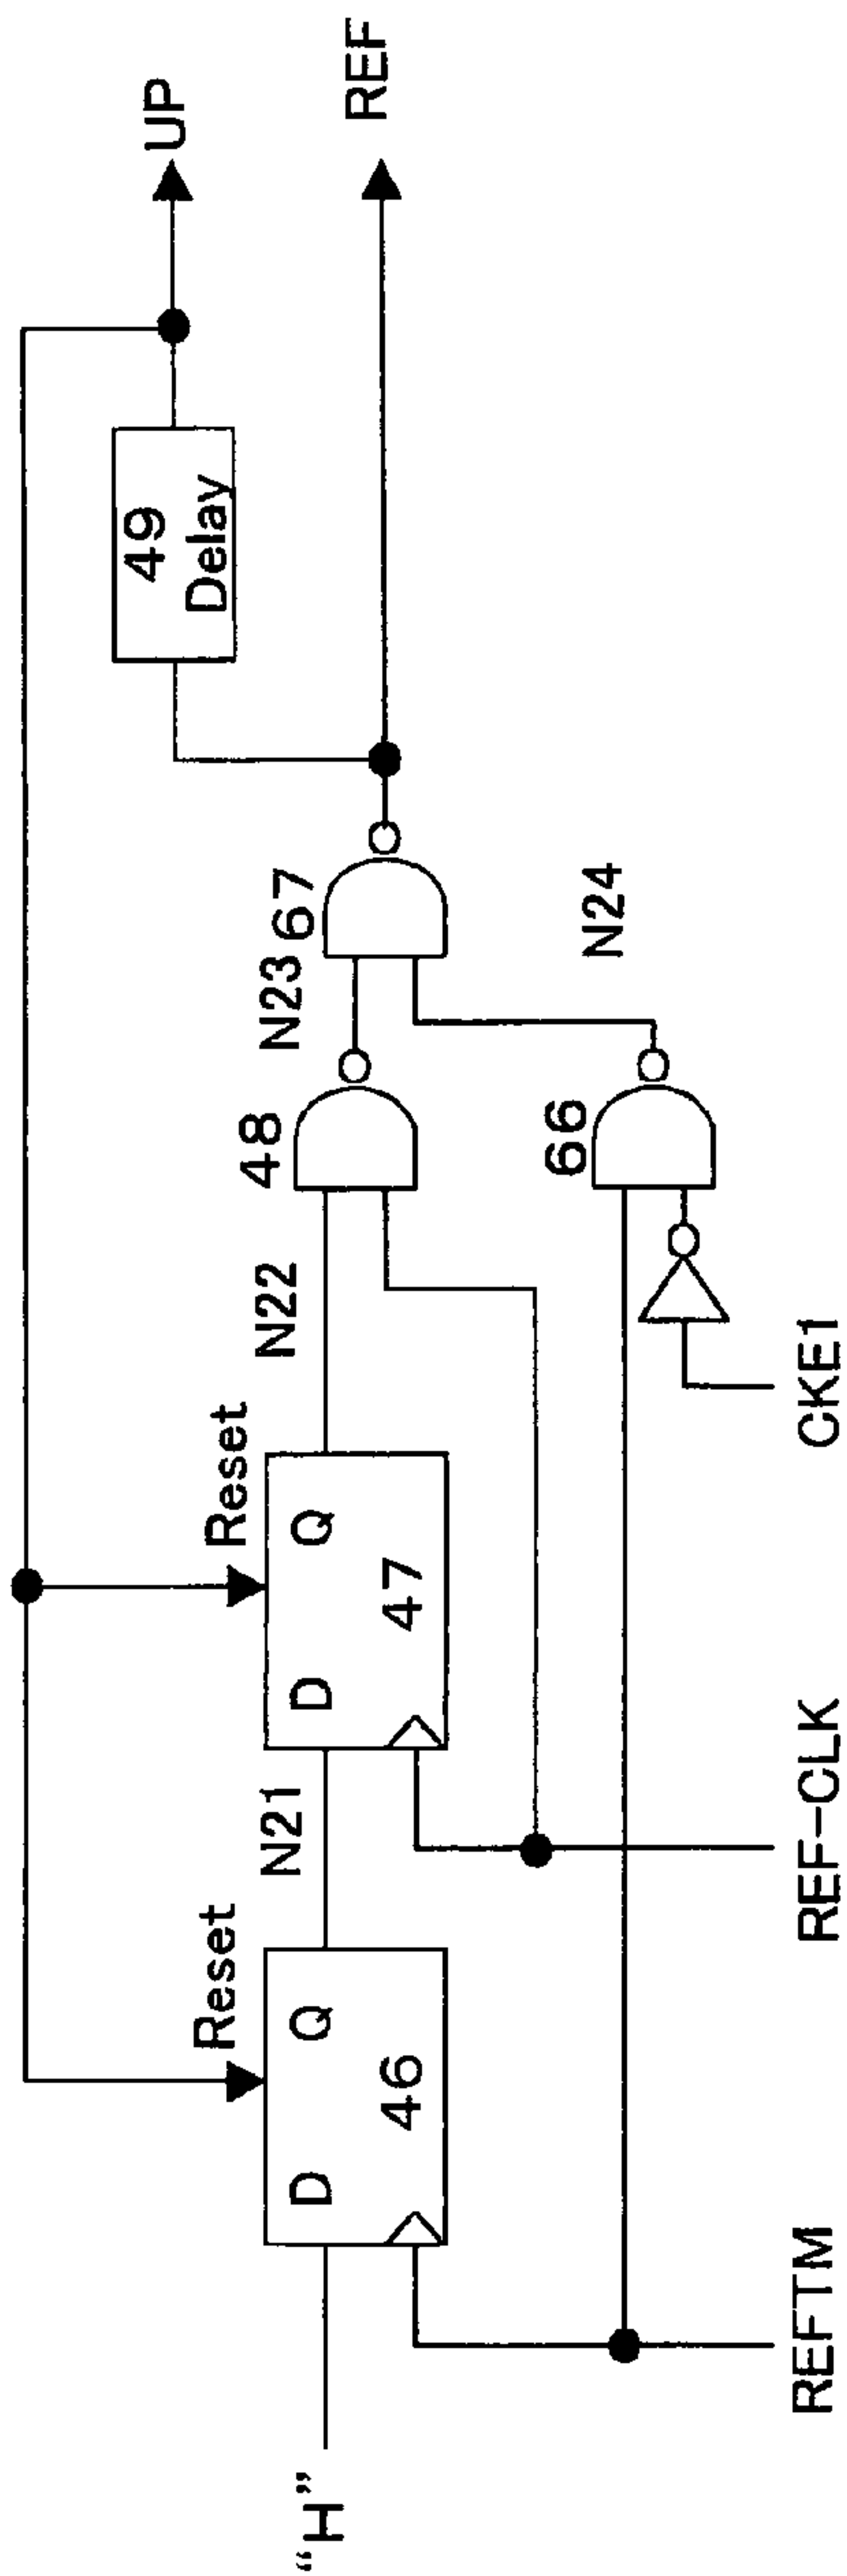 UP
REF
49
Delay
67
N23
N24
48
66
N22
CKE1
Reset
Q
47
D
N21
REF-CLK
Reset
Q
46
D
REFTM
“H”